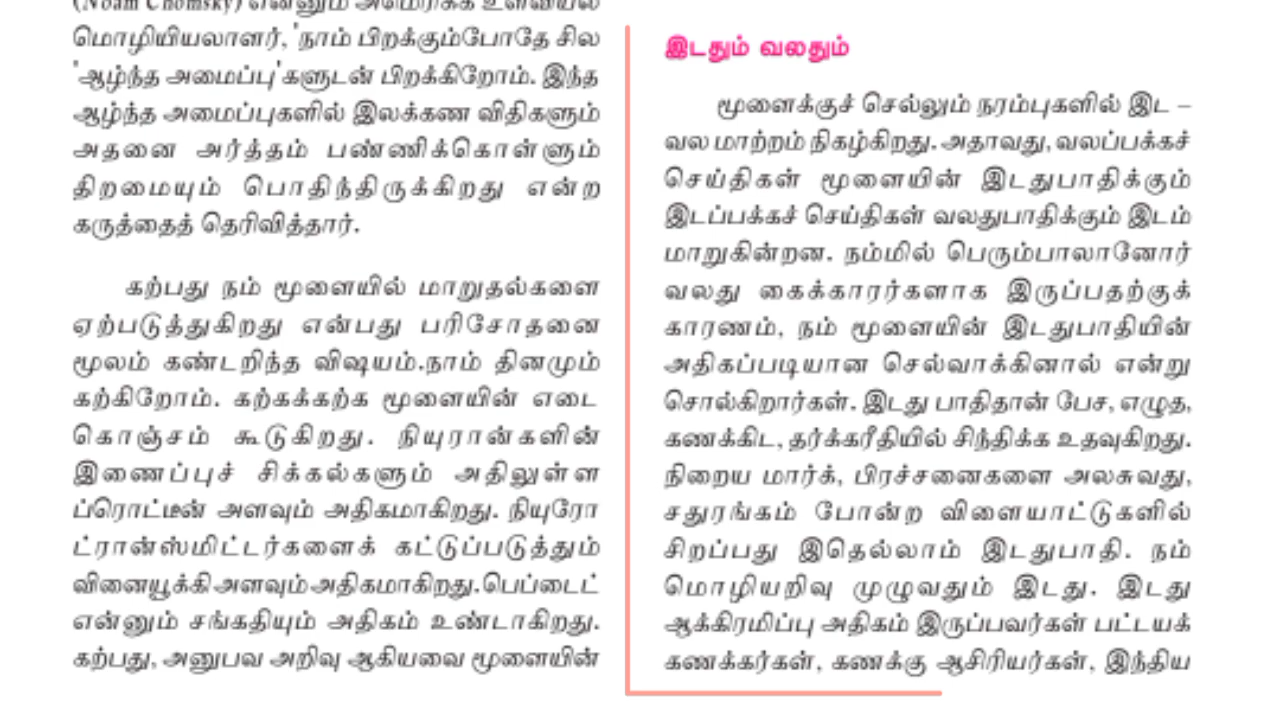 (Noam Chomsky) என்னும் அமெரிக்க உளவியல்
மொழியியலாளர், 'நாம் பிறக்கும்போதே சில
'ஆழ்ந்த அமைப்பு'களுடன் பிறக்கிறோம். இந்த
ஆழ்ந்த அமைப்புகளில் இலக்கண விதிகளும்
அதனை அர்த்தம் பண்ணிக்கொள்ளும்
திறமையும் பொதிந்திருக்கிறது என்ற
கருத்தைத் தெரிவித்தார்.
கற்பது நம் மூளையில் மாறுதல்களை
ஏற்படுத்துகிறது என்பது பரிசோதனை
மூலம் கண்டறிந்த விஷயம்.நாம் தினமும்
கற்கிறோம். கற்கக்கற்க மூளையின் எடை
கொஞ்சம் கூடுகிறது. நியுரான்களின்
இணைப்புச் சிக்கல்களும் அதிலுள்ள
ப்ரொட்டீன் அளவும் அதிகமாகிறது. நியுரோ
ட்ரான்ஸ்மிட்டர்களைக் கட்டுப்படுத்தும்
வினையூக்கி அளவும் அதிகமாகிறது.பெப்டைட்
என்னும் சங்கதியும் அதிகம் உண்டாகிறது.
கற்பது, அனுபவ அறிவு ஆகியவை மூளையின்
இடதும் வலதும்
மூளைக்குச் செல்லும் நரம்புகளில் இட –
வல மாற்றம் நிகழ்கிறது. அதாவது, வலப்பக்கச்
செய்திகள் மூளையின் இடதுபாதிக்கும்
இடப்பக்கச் செய்திகள் வலதுபாதிக்கும் இடம்
மாறுகின்றன. நம்மில் பெரும்பாலானோர்
வலது கைக்காரர்களாக இருப்பதற்குக்
காரணம், நம் மூளையின் இடதுபாதியின்
அதிகப்படியான செல்வாக்கினால் என்று
சொல்கிறார்கள். இடது பாதிதான் பேச, எழுத,
கணக்கிட, தர்க்கரீதியில் சிந்திக்க உதவுகிறது.
நிறைய மார்க், பிரச்சனைகளை அலசுவது,
சதுரங்கம் போன்ற விளையாட்டுகளில்
சிறப்பது இதெல்லாம் இடதுபாதி. நம்
மொழியறிவு முழுவதும் இடது. இடது
ஆக்கிரமிப்பு அதிகம் இருப்பவர்கள் பட்டயக்
கணக்கர்கள், கணக்கு ஆசிரியர்கள், இந்திய